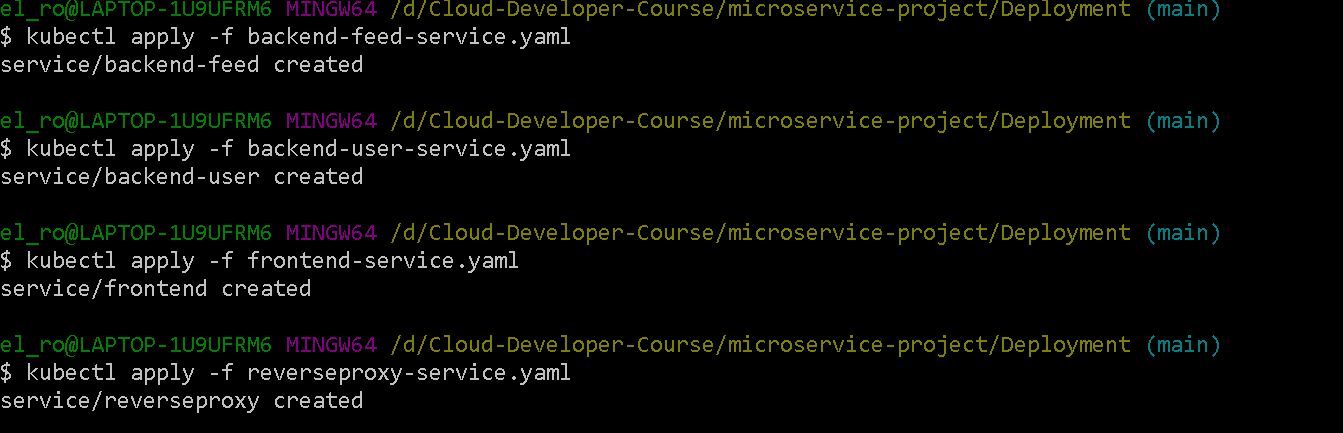 el_ro@LAPTOP-1U9UFRM6 MINGW64 /d/Cloud-Developer-Course/microservice-project/Deployment (main)
$ kubectl apply -f backend-feed-service.yaml
service/backend-feed created
el_ro@LAPTOP-1U9UFRM6 MINGW64 /d/Cloud-Developer-Course/microservice-project/Deployment (main)
$ kubectl apply -f backend-user-service.yaml
service/backend-user created
el_ro@LAPTOP-1U9UFRM6 MINGW64 /d/Cloud-Developer-Course/microservice-project/Deployment (main)
$ kubectl apply -f frontend-service.yaml
service/frontend created
el_ro@LAPTOP-1U9UFRM6 MINGW64 /d/Cloud-Developer-Course/microservice-project/Deployment (main)
$ kubectl apply -f reverseproxy-service.yaml
service/reverseproxy created